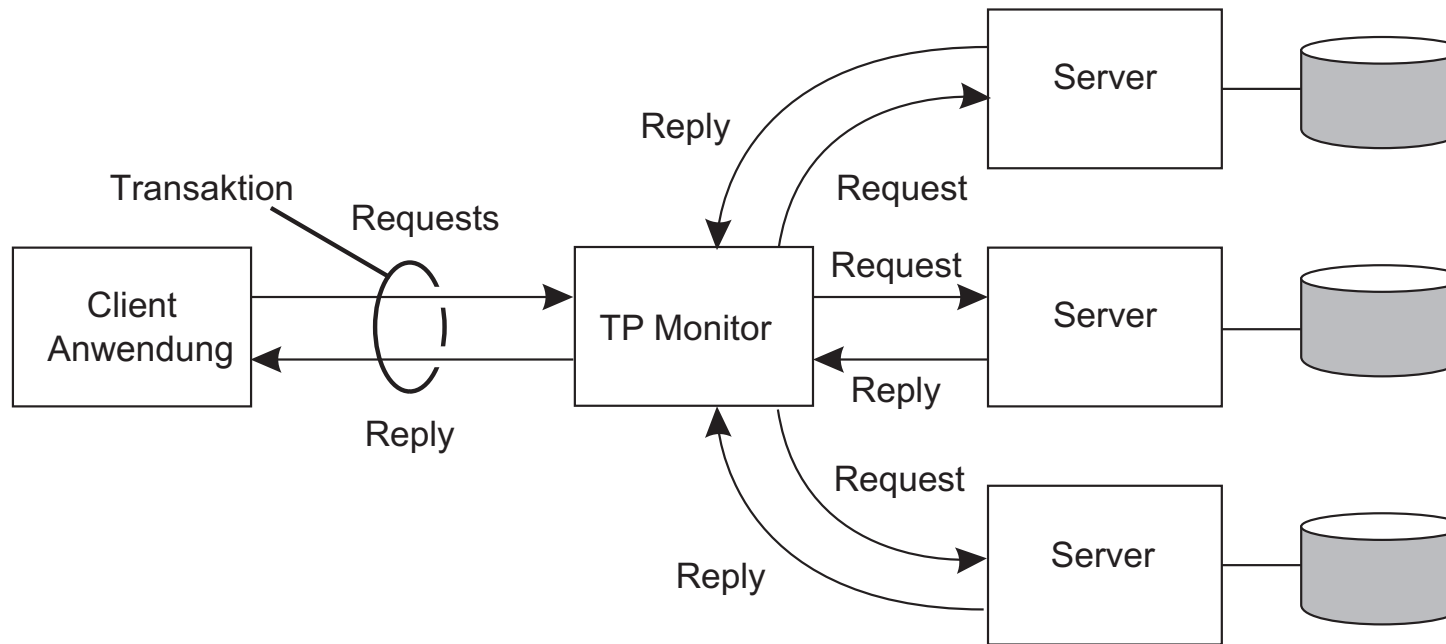 Server
Reply
Transaktion
Requests
Request
Client
Anwendung
TP Monitor
Request
Server
Reply
Reply
Request
Server
Reply